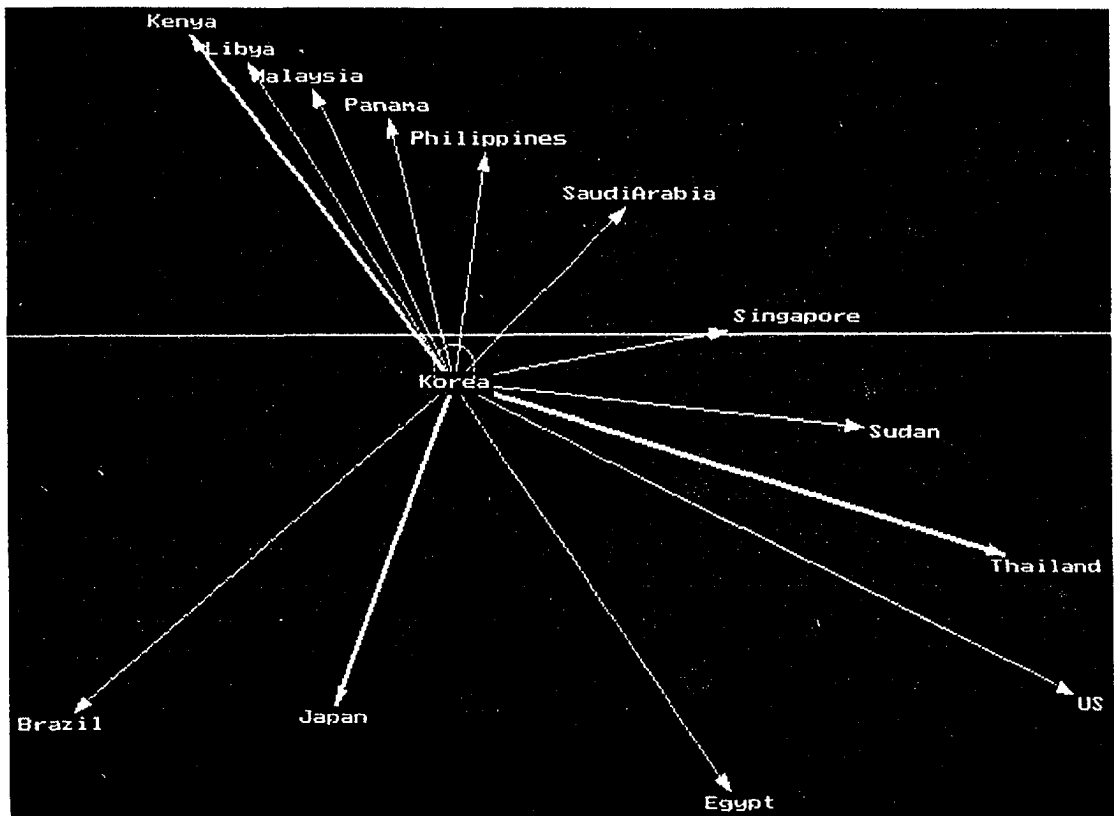 Kenya
Libya
Malaysia
Panama
Philippines
SaudiArabia
Singapore
Korea
Sudan
Thailand
US
Brazil
Japan
Egypt